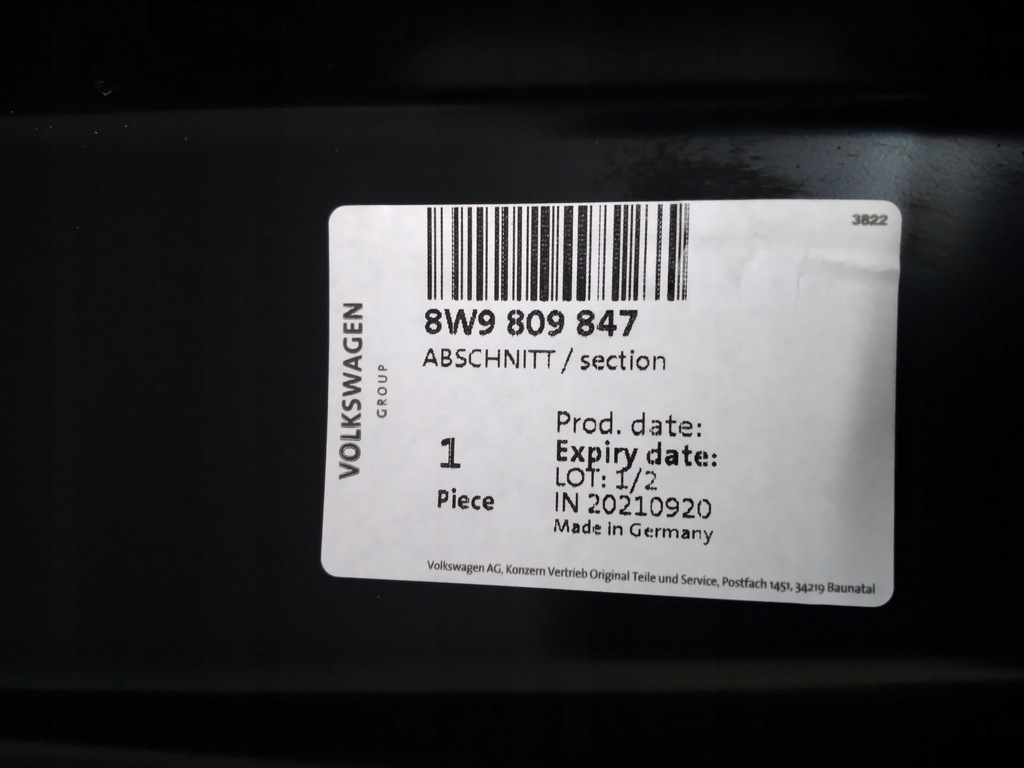 3822
VOLKSWAGEN
GROUP
8W9 809 847
ABSCHNITT / section
1
Piece
Prod. date:
Expiry date:
LOT: 1/2
IN 20210920
Made in Germany
Volkswagen AG, Konzern Vertrieb Original Teile und Service, Postfach 1451, 34219 Baunatal